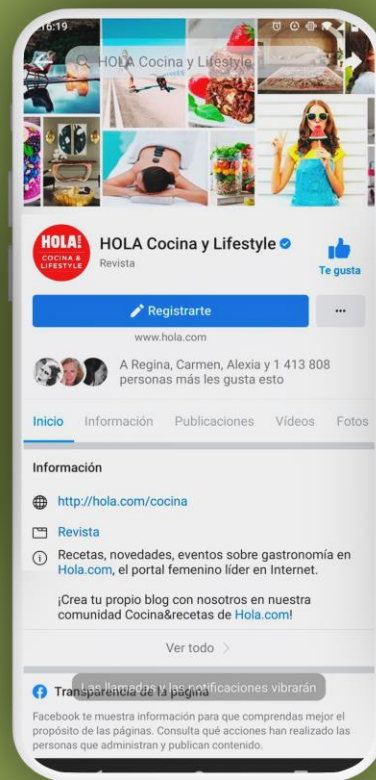 16:19
HOLA Cocina y Lifestyle
HOLA!
COCINA &
LIFESTYLE
HOLA Cocina y Lifestyle
Revista
Te gusta
Registrarte
...
www.hola.com
A Regina, Carmen, Alexia y 1 413 808
personas más les gusta esto
Inicio Información Publicaciones Vídeos Fotos
Información
http://hola.com/cocina
Revista
Recetas, novedades, eventos sobre gastronomía en
Hola.com, el portal femenino líder en Internet.
¡Crea tu propio blog con nosotros en nuestra
comunidad Cocina&recetas de Hola.com!
Ver todo
Transparencia de la página
Las llamadas y las notificaciones vibrarán
Facebook te muestra información para que comprendas mejor el
propósito de las páginas. Consulta qué acciones han realizado las
personas que administran y publican contenido.